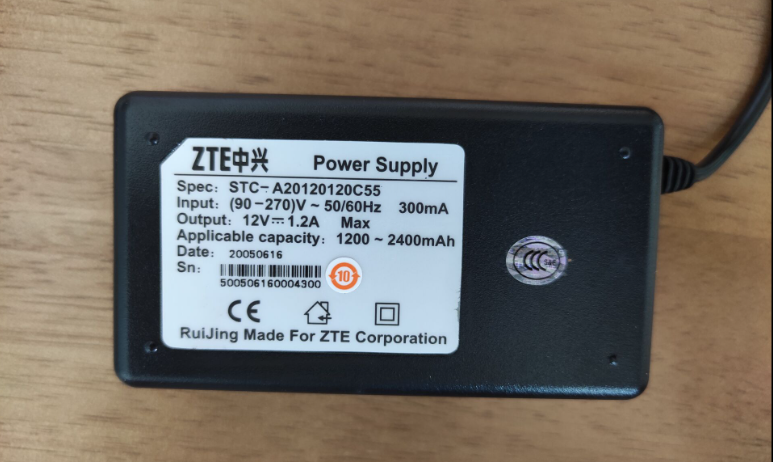 ZTE中兴 Power Supply
Spec: STC-A20120120C55
Input: (90-270)V ~ 50/60Hz 300mA
Output: 12V⎓1.2A Max
Applicable capacity: 1200 ~ 2400mAh
Date: 20050616
Sn:
500506160004300
10
CE
RuiJing Made For ZTE Corporation
CCC